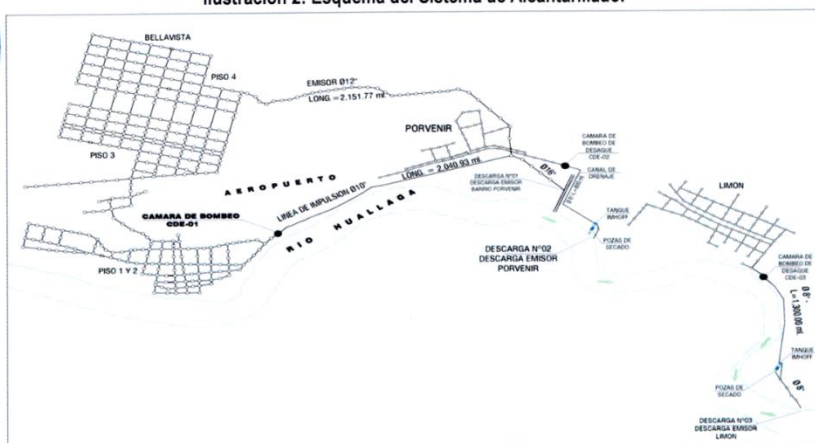 Ilustración 2: Esquema del Sistema de Alcantarillado.
BELLAVISTA
PISO 4
EMISOR Ø12"
LONG. = 2.151.77 ml.
PORVENIR
PISO 3
CAMARA DE
BOMBEO DE
DESAGUE
CDE-02
CANAL DE
DRENAJE
LONG. = 2.040.93 ml.
Ø16"
DESCARGA N°01
DESCARGA EMISOR
BARRIO PORVENIR
AEROPUERTO
LINEA DE IMPULSION Ø10"
CAMARA DE BOMBEO
CDE-01
RIO HUALLAGA
LIMON
TANQUE
IMHOFF
POZAS DE
SECADO
DESCARGA N°02
DESCARGA EMISOR
PORVENIR
PISO 1 Y 2
CAMARA DE
BOMBEO DE
DESAGUE
CDE-03
Ø 8"
L=1,300.00 ml.
TANQUE
IMHOFF
POZAS DE
SECADO
Ø8"
DESCARGA N°03
DESCARGA EMISOR
LIMON